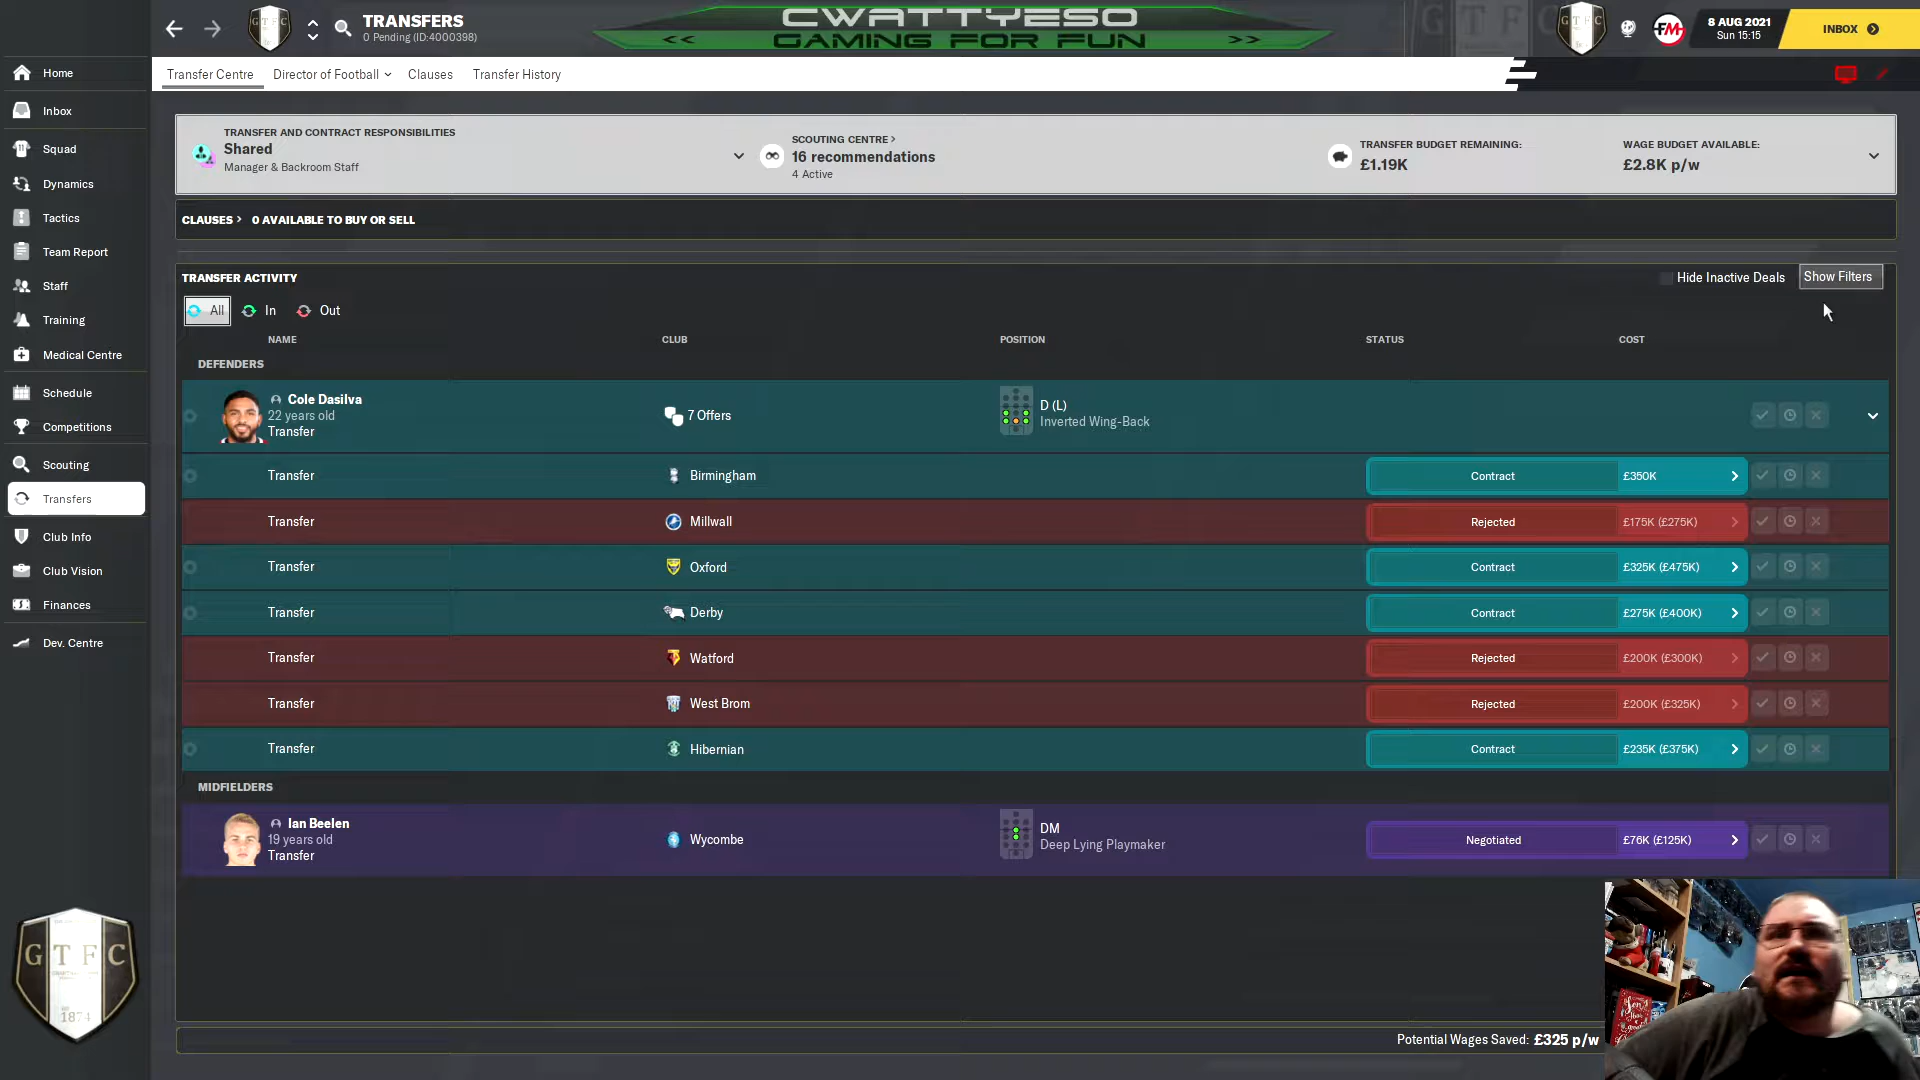 TRANSFERS
0 Pending (ID:4000398)
CWATTYESO
GAMING FOR FUN
<< >>
GTFC
8 AUG 2021
Sun 15:15
INBOX
FM
Home
Inbox
Squad
Dynamics
Tactics
Team Report
Staff
Training
Medical Centre
Schedule
Competitions
Scouting
Transfers
Club Info
Club Vision
Finances
Dev. Centre
GTFC
1874
Transfer Centre Director of Football Clauses Transfer History
TRANSFER AND CONTRACT RESPONSIBILITIES
Shared
Manager & Backroom Staff
SCOUTING CENTRE >
16 recommendations
4 Active
TRANSFER BUDGET REMAINING:
£1.19K
WAGE BUDGET AVAILABLE:
£2.8K p/w
CLAUSES > 0 AVAILABLE TO BUY OR SELL
TRANSFER ACTIVITY
Hide Inactive Deals Show Filters
All In Out
NAME CLUB POSITION STATUS COST
DEFENDERS
Cole Dasilva
22 years old
Transfer
7 Offers
D (L)
Inverted Wing-Back
Transfer Birmingham Contract £350K
Transfer Millwall Rejected £175K (£275K)
Transfer Oxford Contract £325K (£475K)
Transfer Derby Contract £275K (£400K)
Transfer Watford Rejected £200K (£300K)
Transfer West Brom Rejected £200K (£325K)
Transfer Hibernian Contract £235K (£375K)
MIDFIELDERS
Ian Beelen
19 years old
Transfer
Wycombe
DM
Deep Lying Playmaker
Negotiated £76K (£125K)
Potential Wages Saved: £325 p/w